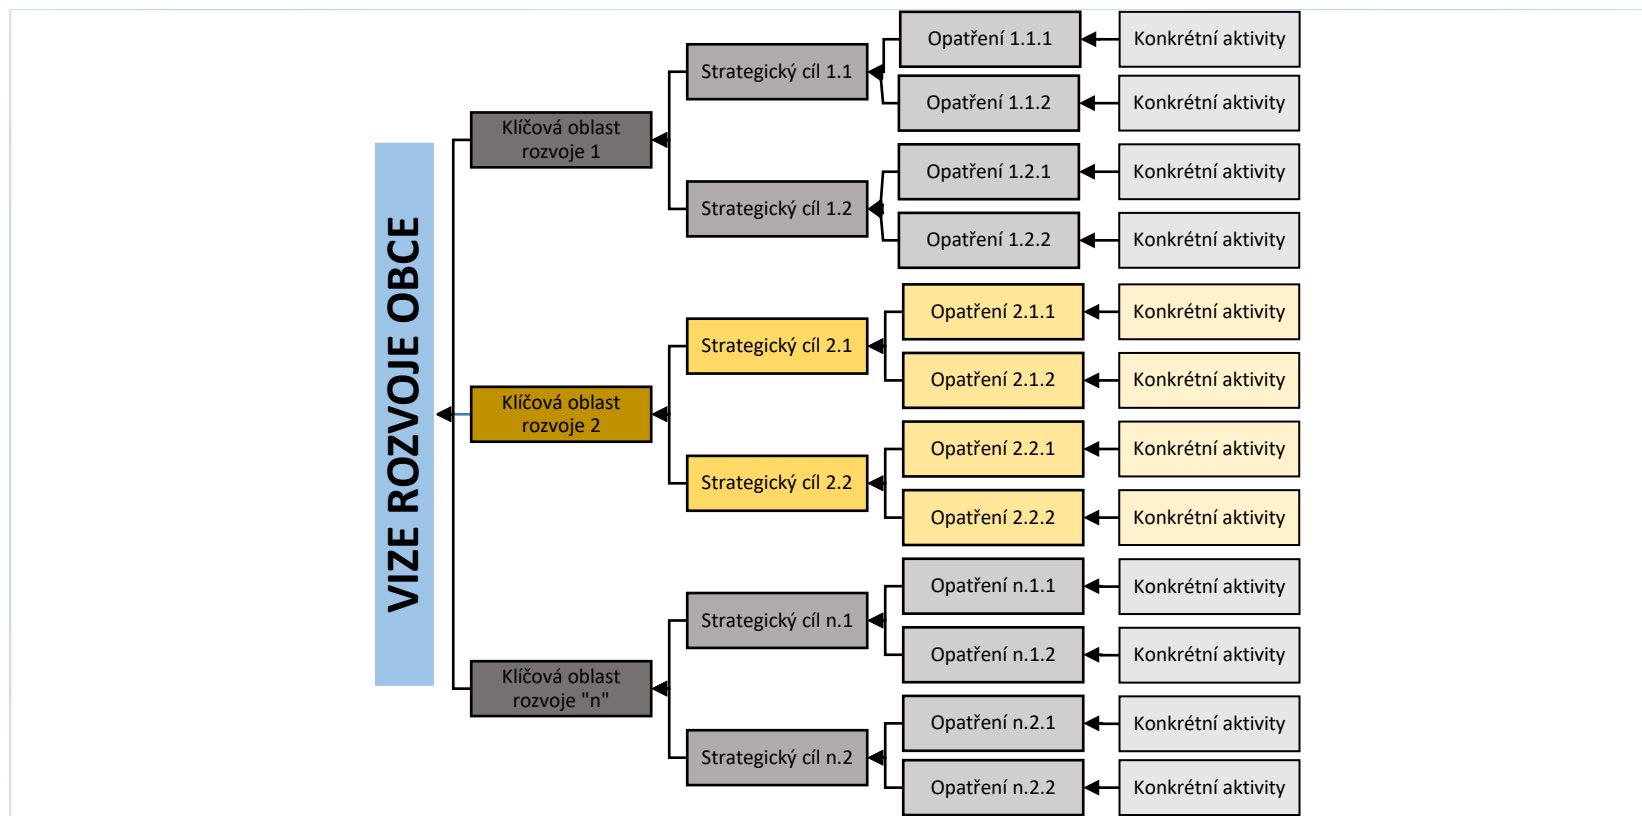 VIZE ROZVOJE OBCE
Klíčová oblast
rozvoje 1
Strategický cíl 1.1
Opatření 1.1.1
Konkrétní aktivity
Opatření 1.1.2
Konkrétní aktivity
Strategický cíl 1.2
Opatření 1.2.1
Konkrétní aktivity
Opatření 1.2.2
Konkrétní aktivity
Klíčová oblast
rozvoje 2
Strategický cíl 2.1
Opatření 2.1.1
Konkrétní aktivity
Opatření 2.1.2
Konkrétní aktivity
Strategický cíl 2.2
Opatření 2.2.1
Konkrétní aktivity
Opatření 2.2.2
Konkrétní aktivity
Klíčová oblast
rozvoje "n"
Strategický cíl n.1
Opatření n.1.1
Konkrétní aktivity
Opatření n.1.2
Konkrétní aktivity
Strategický cíl n.2
Opatření n.2.1
Konkrétní aktivity
Opatření n.2.2
Konkrétní aktivity